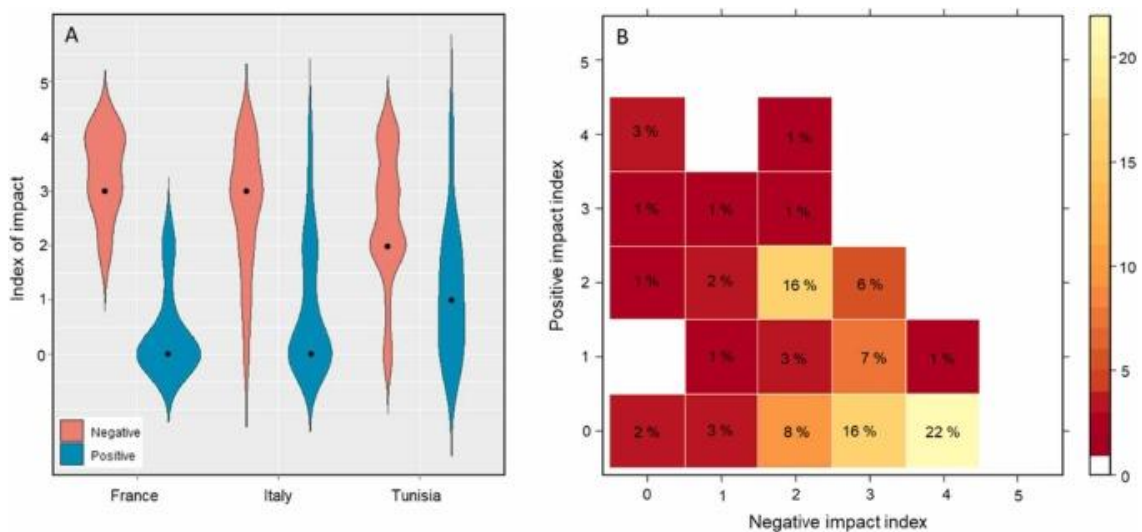 A
Index of impact
5
4
3
2
1
0
Negative
Positive
France Italy Tunisia
B
Positive impact index
5
4
3
2
1
0
3 % 1 %
1 % 1 % 1 %
1 % 2 % 16 % 6 %
1 % 3 % 7 % 1 %
2 % 3 % 8 % 16 % 22 %
0 1 2 3 4 5
Negative impact index
20
15
10
5
0